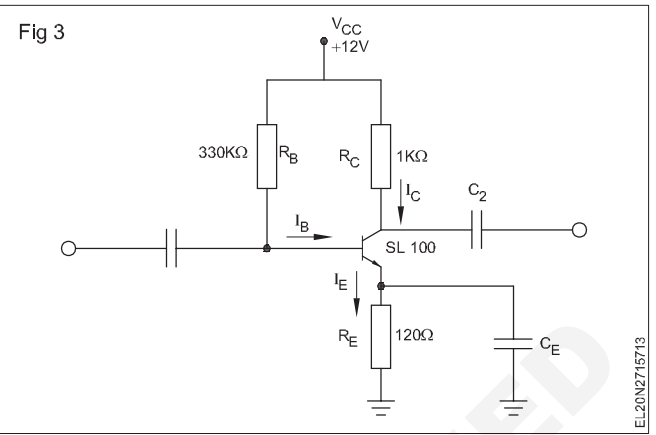 Fig 3
VCC
+12V
330KΩ
RB
RC
1KΩ
IC
C2
IB
SL 100
IE
RE
120Ω
CE
EL20N2715713